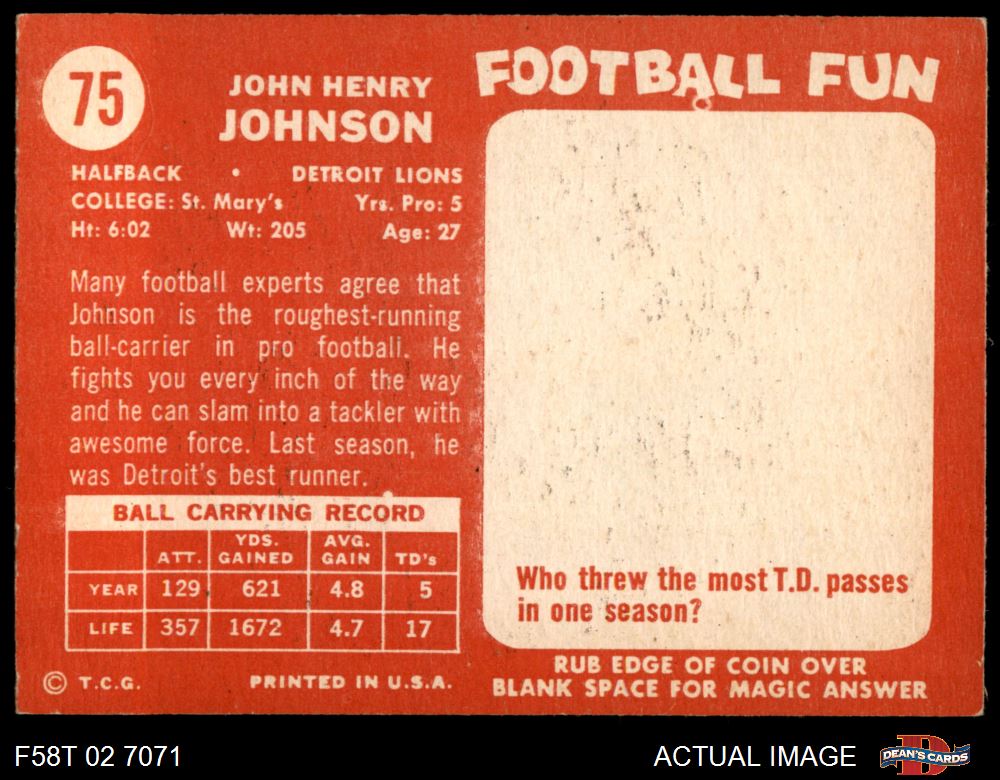 75
JOHN HENRY
JOHNSON
HALFBACK • DETROIT LIONS
COLLEGE: St. Mary's Yrs. Pro: 5
Ht: 6:02 Wt: 205 Age: 27
Many football experts agree that
Johnson is the roughest-running
ball-carrier in pro football. He
fights you every inch of the way
and he can slam into a tackler with
awesome force. Last season, he
was Detroit's best runner.
BALL CARRYING RECORD
ATT. YDS. GAINED AVG. GAIN TD's
YEAR 129 621 4.8 5
LIFE 357 1672 4.7 17
© T.C.G. PRINTED IN U.S.A.
FOOTBALL FUN
Who threw the most T.D. passes
in one season?
RUB EDGE OF COIN OVER
BLANK SPACE FOR MAGIC ANSWER
F58T 02 7071 ACTUAL IMAGE
D
DEAN'S CARDS